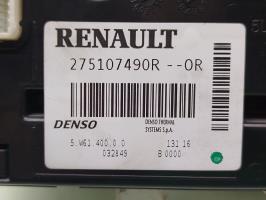 RENAULT
275107490R --OR
DENSO
DENSO THERMAL
SYSTEMS S.p.A.
5.W61.400.0.0 131 16
032849 B 0000